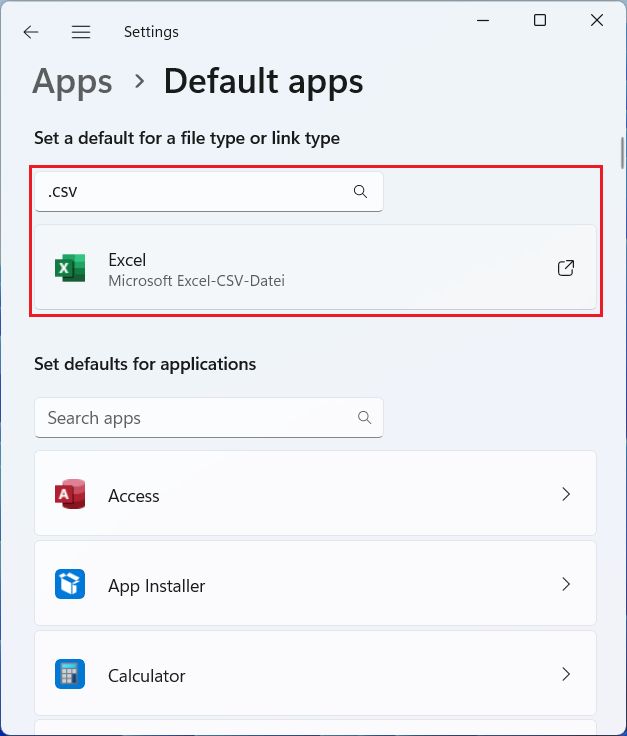 Settings
Apps > Default apps
Set a default for a file type or link type
.csv
Excel
Microsoft Excel-CSV-Datei
Set defaults for applications
Search apps
Access
App Installer
Calculator